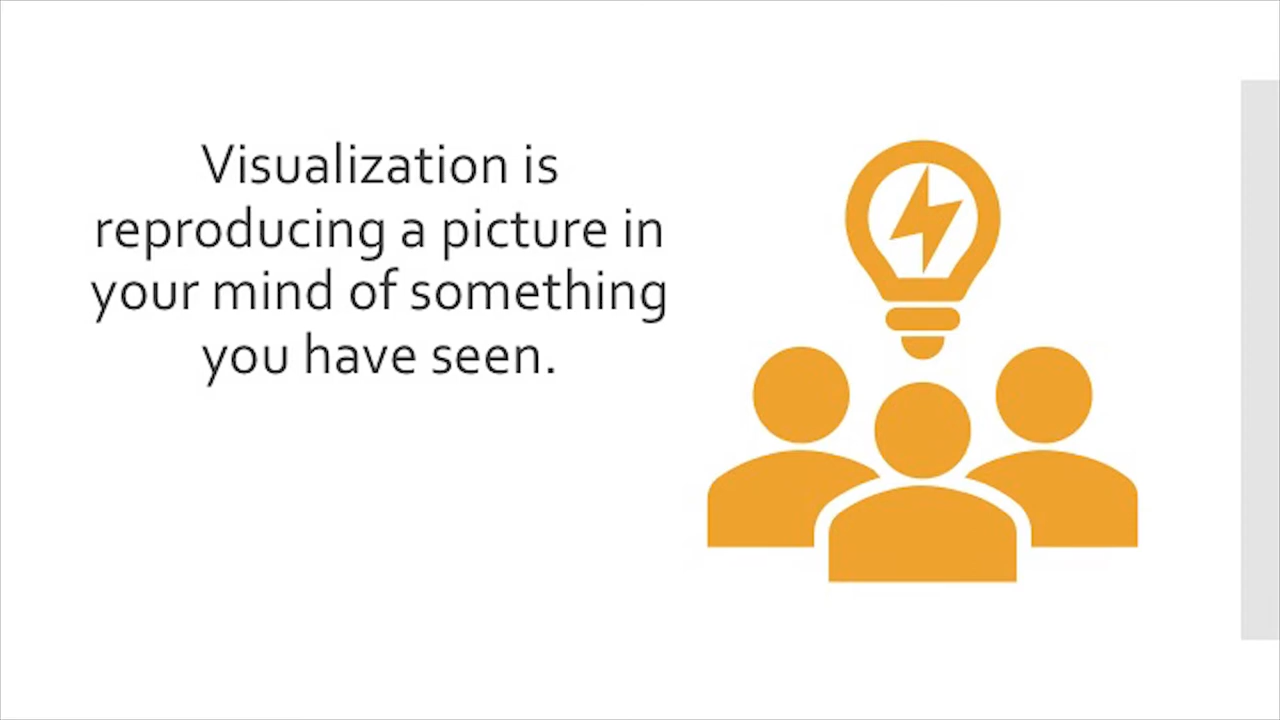 Visualization is
reproducing a picture in
your mind of something
you have seen.